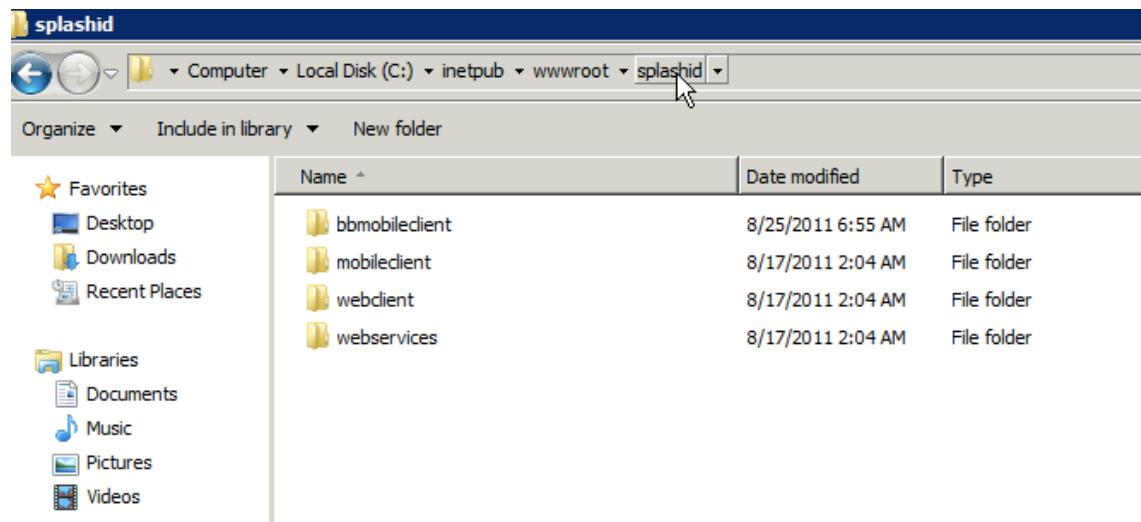 splashid
Computer Local Disk (C:) inetpub wwwroot splashid
Organize Include in library New folder
Name Date modified Type
Favorites
Desktop
Downloads
Recent Places
Libraries
Documents
Music
Pictures
Videos
bbmobileclient 8/25/2011 6:55 AM File folder
mobileclient 8/17/2011 2:04 AM File folder
webclient 8/17/2011 2:04 AM File folder
webservices 8/17/2011 2:04 AM File folder